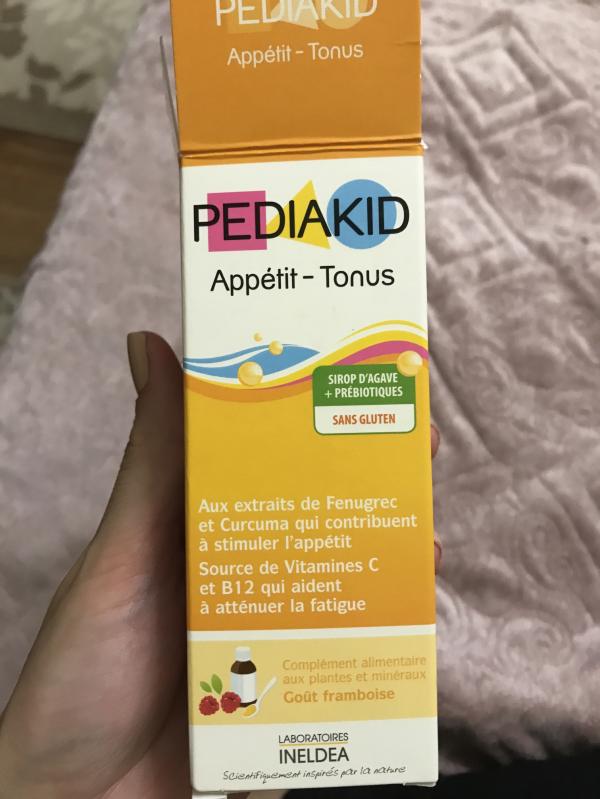 PEDIAKID
Appétit - Tonus
PEDIAKID
Appétit - Tonus
SIROP D'AGAVE
+ PRÉBIOTIQUES
SANS GLUTEN
Aux extraits de Fenugrec
et Curcuma qui contribuent
à stimuler l'appétit
Source de Vitamines C
et B12 qui aident
à atténuer la fatigue
Complément alimentaire
aux plantes et minéraux
Goût framboise
LABORATOIRES
INELDEA
Scientifiquement inspirés par la nature